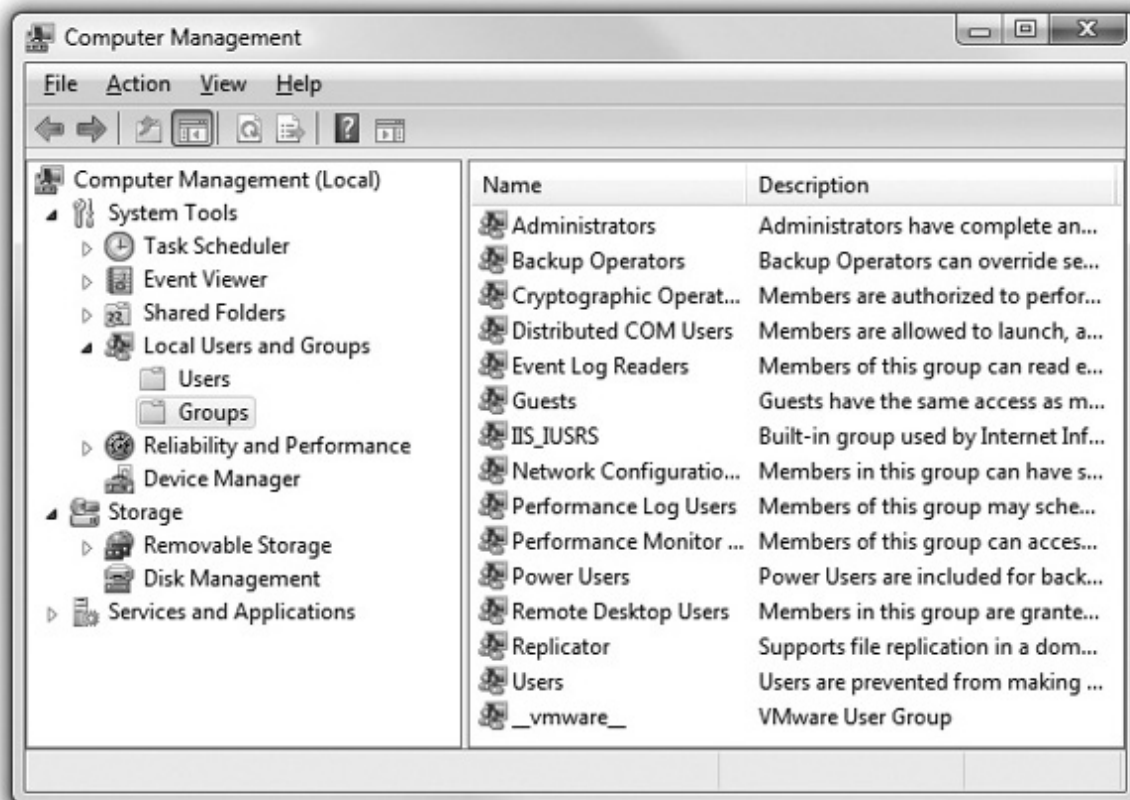 Computer Management
File Action View Help
Computer Management (Local)
System Tools
Task Scheduler
Event Viewer
Shared Folders
Local Users and Groups
Users
Groups
Reliability and Performance
Device Manager
Storage
Removable Storage
Disk Management
Services and Applications
Name Description
Administrators Administrators have complete an...
Backup Operators Backup Operators can override se...
Cryptographic Operat... Members are authorized to perfor...
Distributed COM Users Members are allowed to launch, a...
Event Log Readers Members of this group can read e...
Guests Guests have the same access as m...
IIS_IUSRS Built-in group used by Internet Inf...
Network Configuratio... Members in this group can have s...
Performance Log Users Members of this group may sche...
Performance Monitor ... Members of this group can acces...
Power Users Power Users are included for back...
Remote Desktop Users Members in this group are grante...
Replicator Supports file replication in a dom...
Users Users are prevented from making ...
__vmware__ VMware User Group